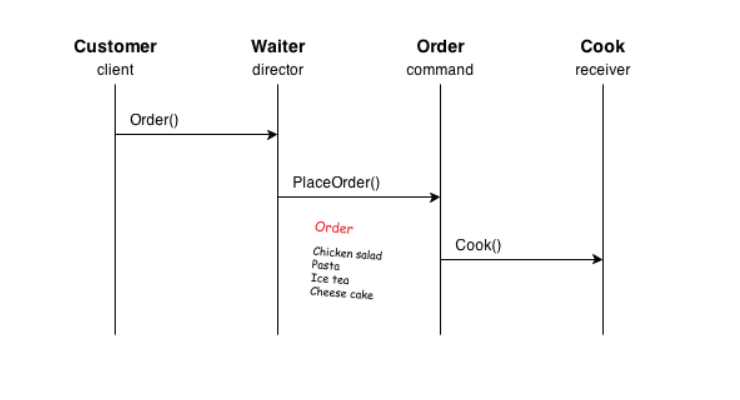 Customer Waiter Order Cook
client director command receiver
Order()
PlaceOrder()
Order
Cook()
Chicken salad
Pasta
Ice tea
Cheese cake